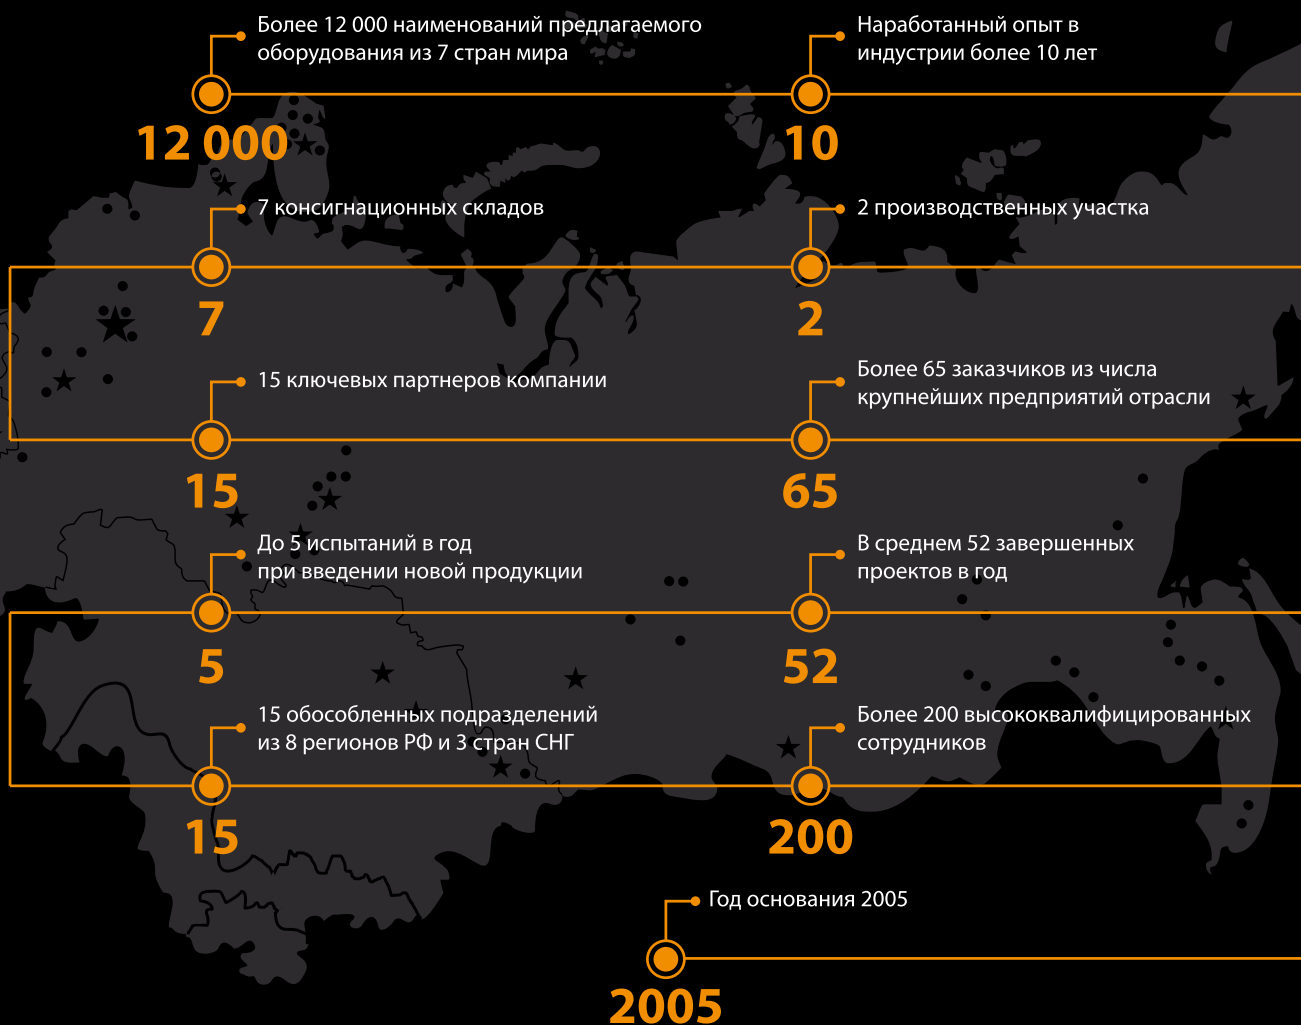 Более 12 000 наименований предлагаемого
оборудования из 7 стран мира
12 000
Наработанный опыт в
индустрии более 10 лет
10
7 консигнационных складов
7
2 производственных участка
2
15 ключевых партнеров компании
15
Более 65 заказчиков из числа
крупнейших предприятий отрасли
65
До 5 испытаний в год
при введении новой продукции
5
В среднем 52 завершенных
проектов в год
52
15 обособленных подразделений
из 8 регионов РФ и 3 стран СНГ
15
Более 200 высококвалифицированных
сотрудников
200
Год основания 2005
2005